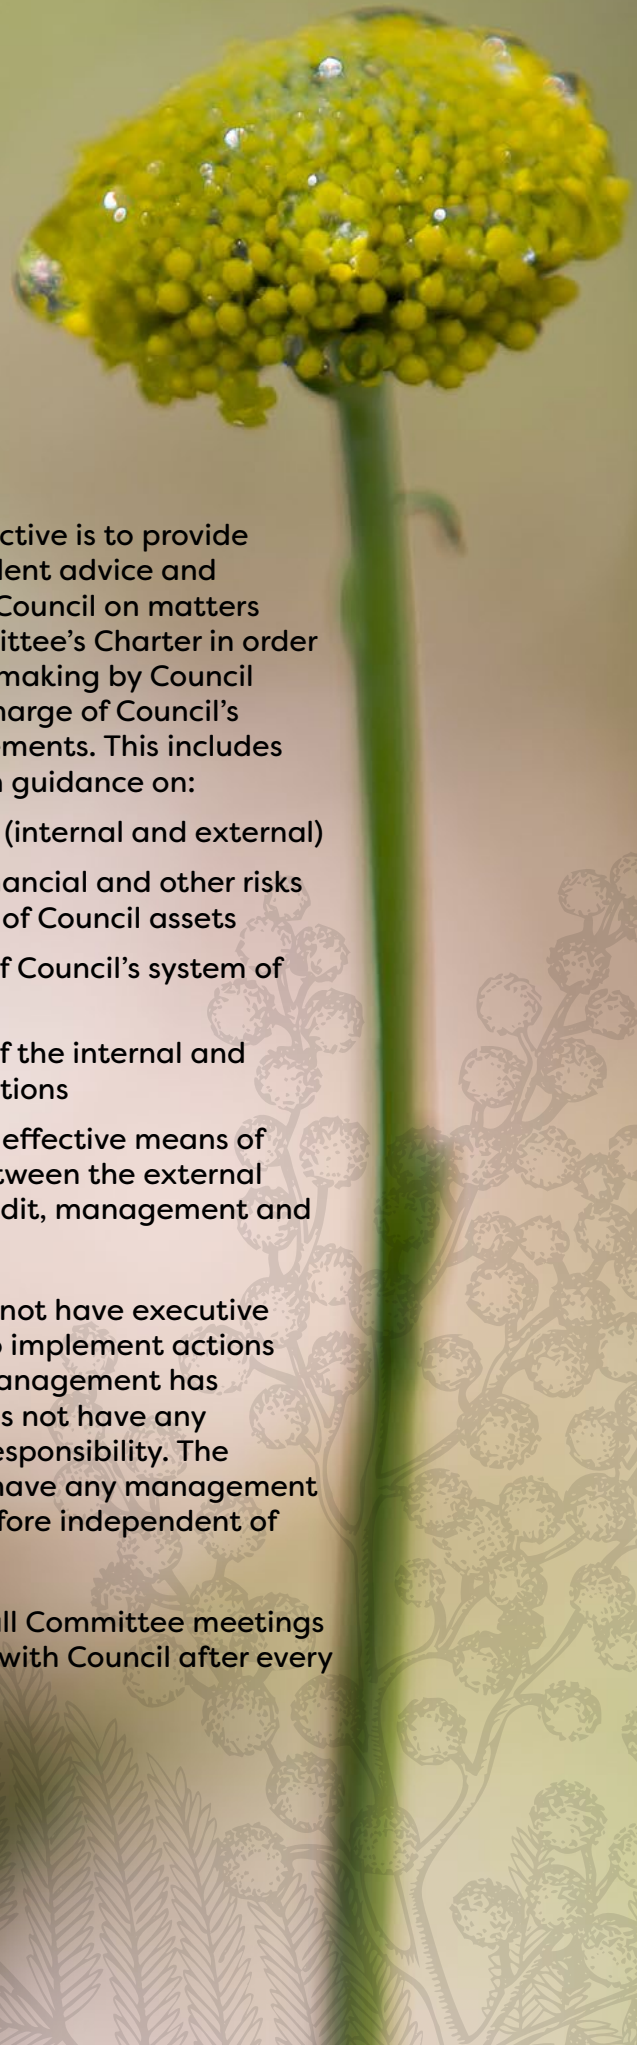 ctive is to provide
lent advice and
Council on matters
ittee's Charter in order
making by Council
harge of Council's
ements. This includes
guidance on:
(internal and external)
nancial and other risks
of Council assets
f Council's system of
f the internal and
tions
effective means of
tween the external
dit, management and
not have executive
implement actions
anagement has
s not have any
esponsibility. The
have any management
fore independent of
ll Committee meetings
with Council after every